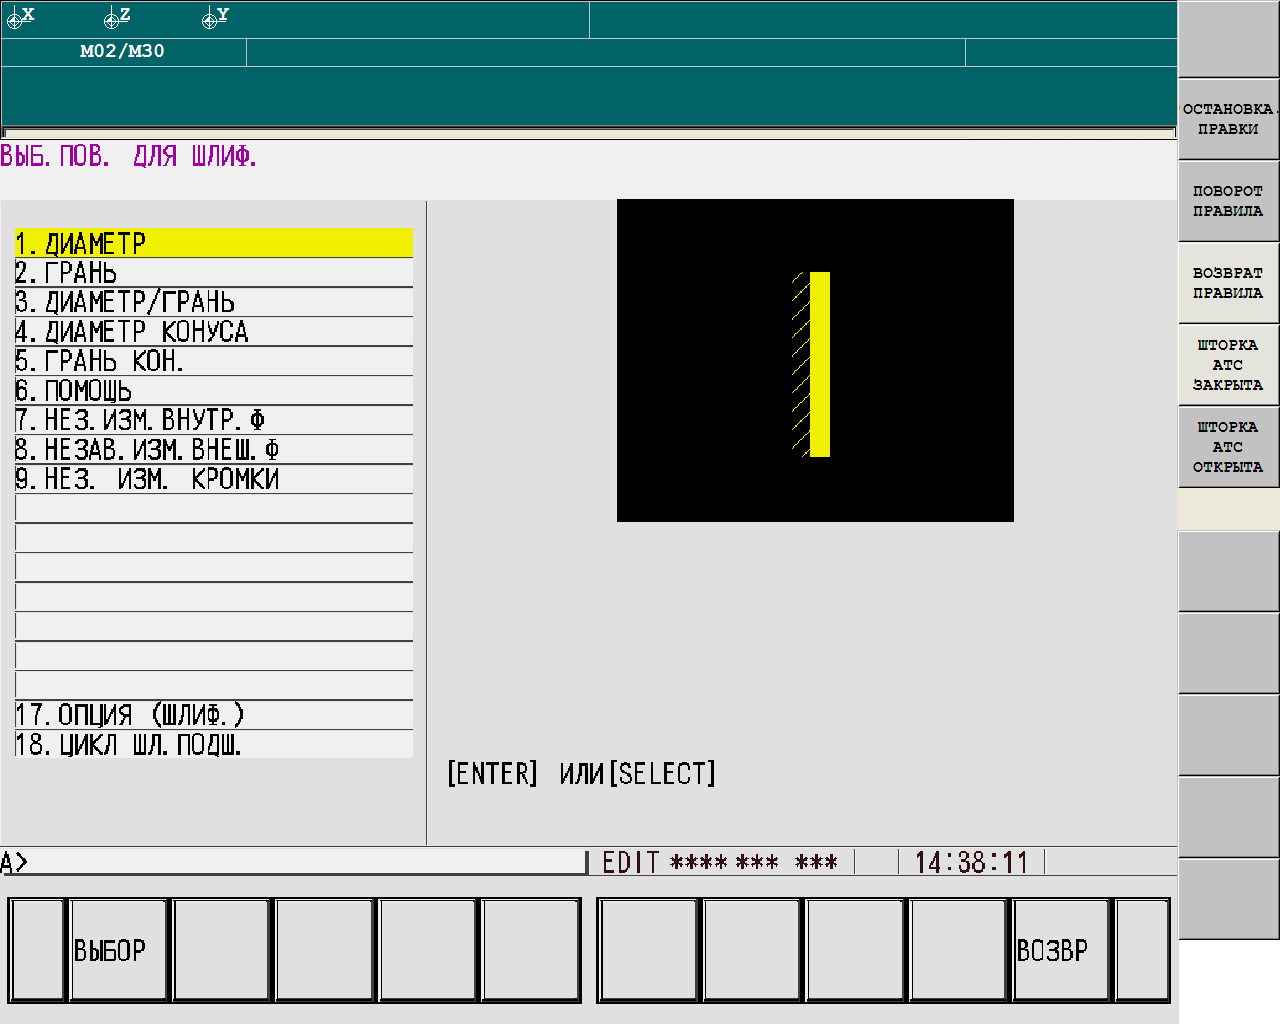 X Z Y
M02/M30
ВЫБ. ПОВ. ДЛЯ ШЛИФ.
1. ДИАМЕТР
2. ГРАНЬ
3. ДИАМЕТР/ГРАНЬ
4. ДИАМЕТР КОНУСА
5. ГРАНЬ КОН.
6. ПОМОЩЬ
7. НЕЗ. ИЗМ. ВНУТР. Ф
8. НЕЗАВ. ИЗМ. ВНЕШ. Ф
9. НЕЗ. ИЗМ. КРОМКИ
17. ОПЦИЯ (ШЛИФ.)
18. ЦИКЛ ШЛ. ПОДШ.
[ENTER] ИЛИ [SELECT]
A>
EDIT **** *** *** 14:38:11
ВЫБОР
ВОЗВР
ОСТАНОВКА.
ПРАВКИ
ПОВОРОТ
ПРАВИЛА
ВОЗВРАТ
ПРАВИЛА
ШТОРКА
АТС
ЗАКРЫТА
ШТОРКА
АТС
ОТКРЫТА